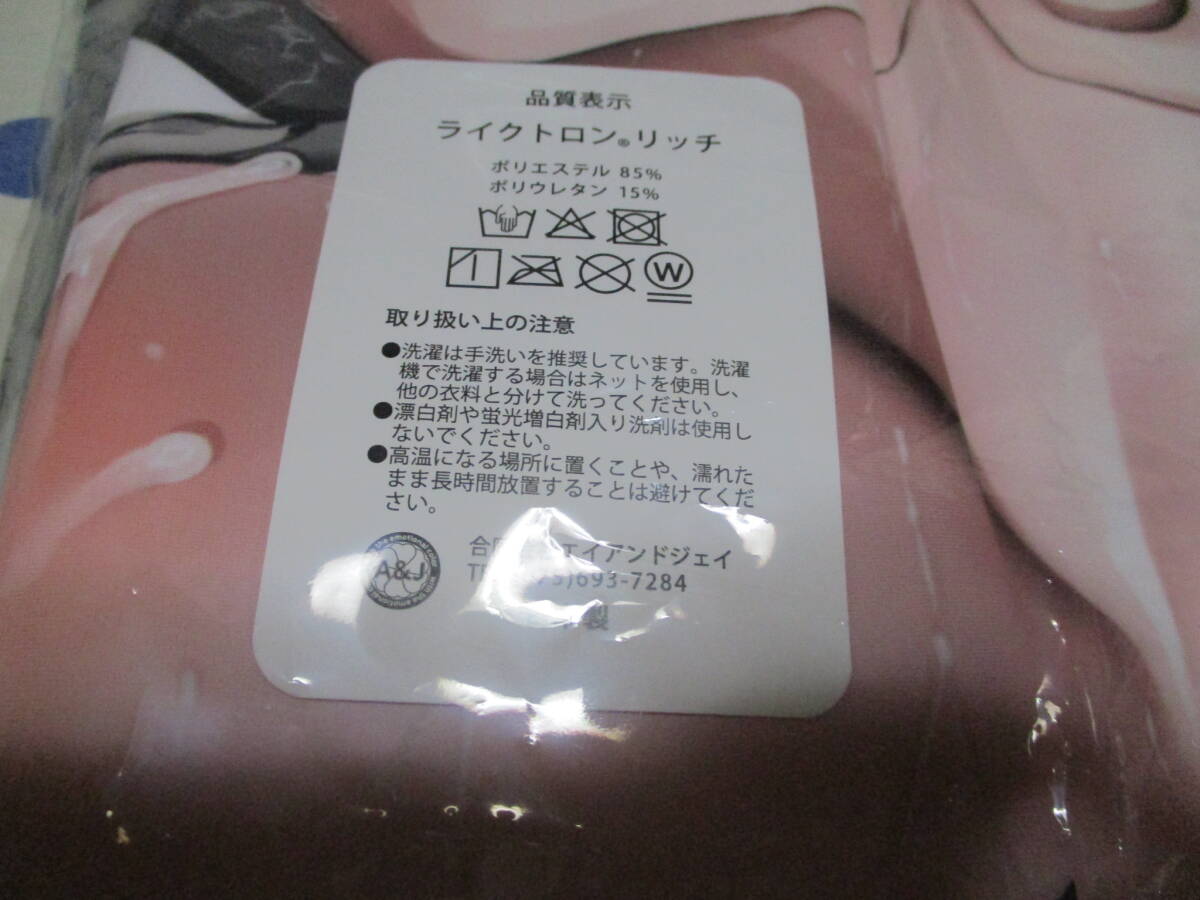 品質表示
ライクトロン®リッチ
ポリエステル 85%
ポリウレタン 15%
W
取り扱い上の注意
●洗濯は手洗いを推奨しています。洗濯
機で洗濯する場合はネットを使用し、
他の衣料と分けて洗ってください。
●漂白剤や蛍光増白剤入り洗剤は使用し
ないでください。
●高温になる場所に置くことや、濡れた
まま長時間放置することは避けてくだ
さい。
the emotional color
A&J
エイアンドジェイ
)693-7284
製